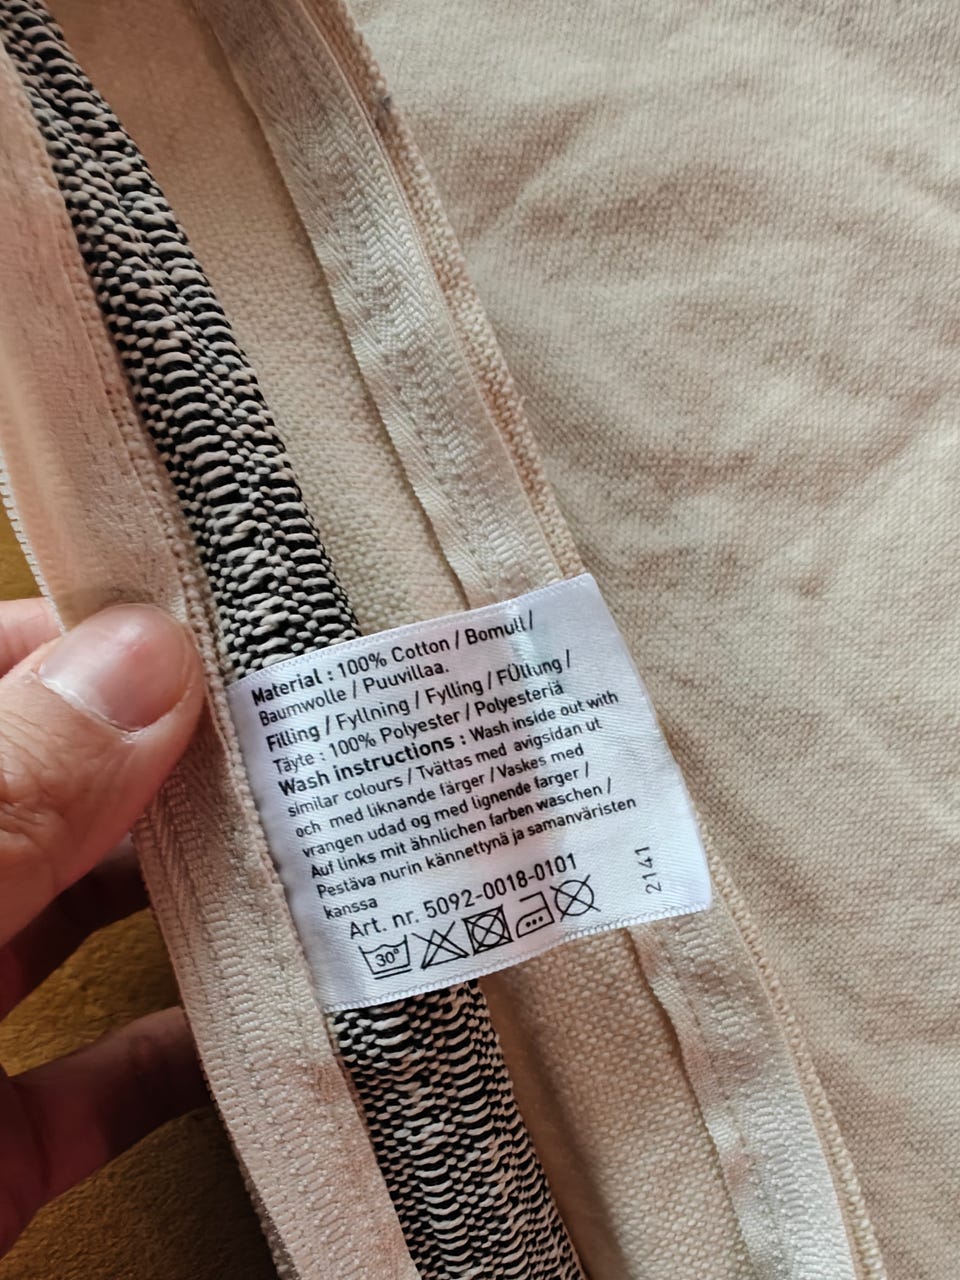 Material : 100% Cotton / Bomull /
Baumwolle / Puuvillaa.
Filling / Fyllning / Fylling / FÜllung /
Täyte : 100% Polyester / Polyesteriä
Wash instructions : Wash inside out with
similar colours / Tvättas med avigsidan ut
och med liknande färger / Vaskes med
vrangen udad og med lignende farger /
Auf links mit ähnlichen farben waschen /
Pestäva nurin kännettynä ja samanväristen
kanssa
Art. nr. 5092-0018-0101
30°
2141